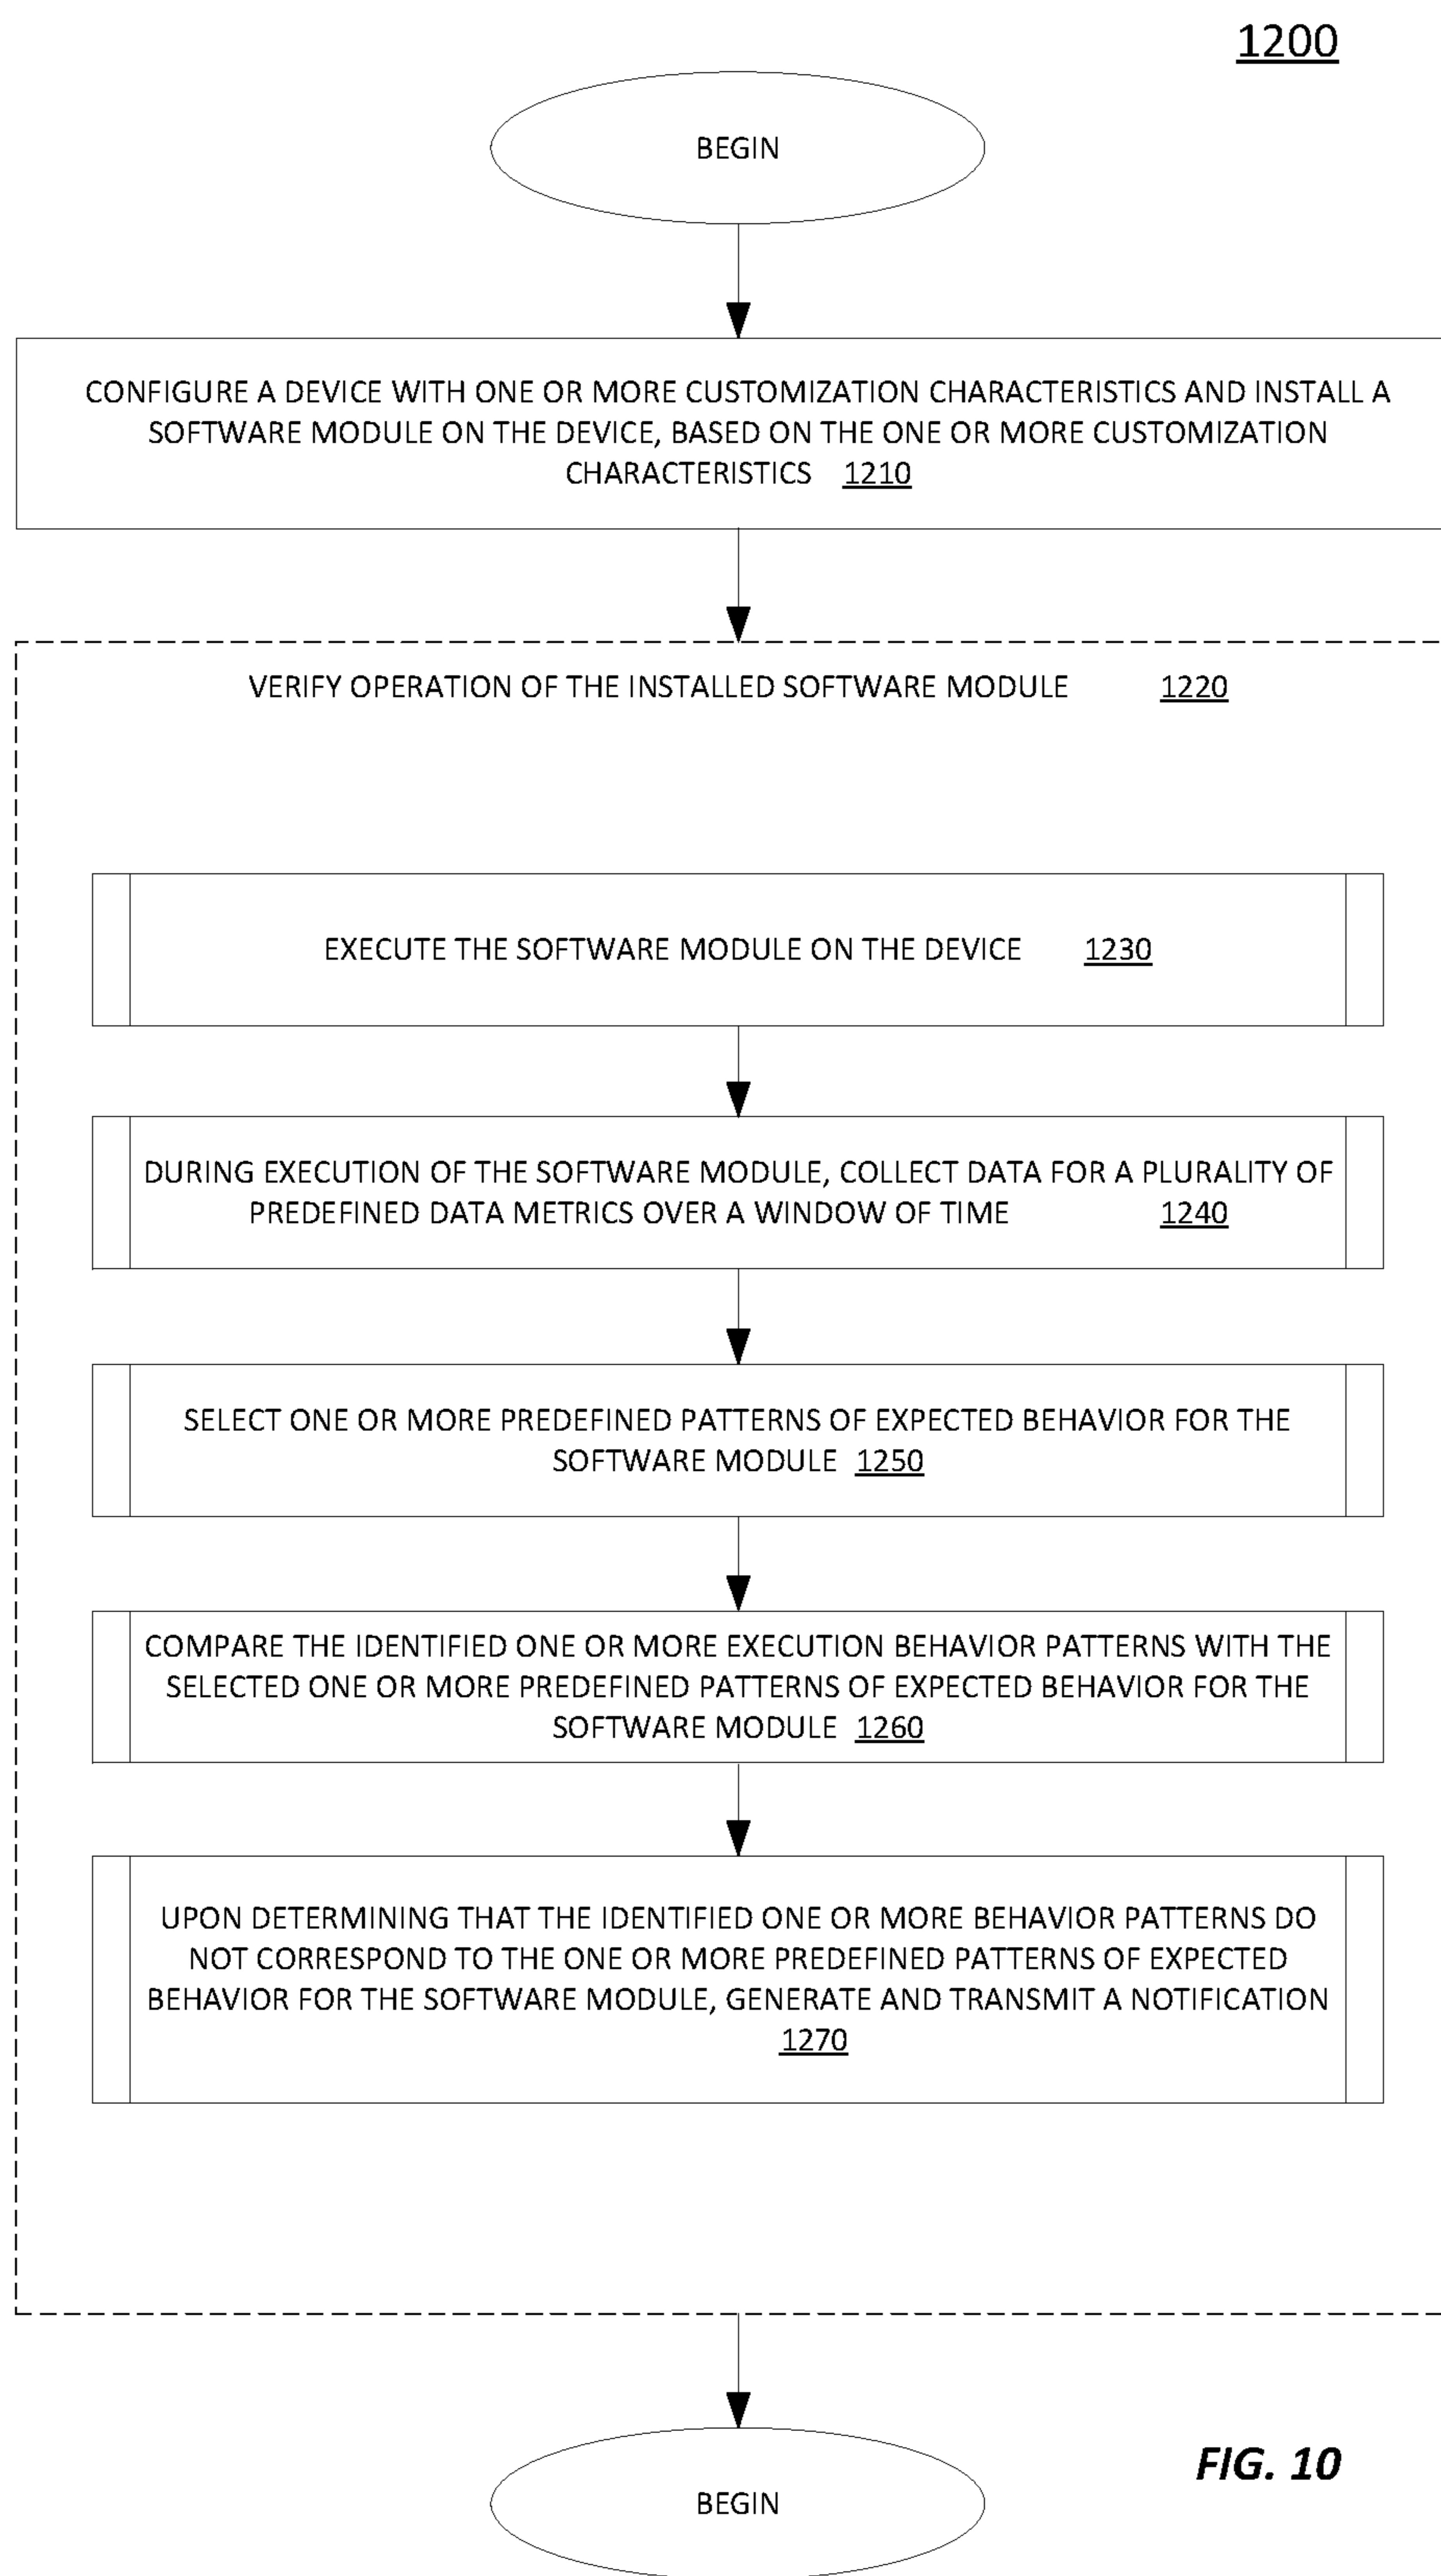 1200
BEGIN
CONFIGURE A DEVICE WITH ONE OR MORE CUSTOMIZATION CHARACTERISTICS AND INSTALL A
SOFTWARE MODULE ON THE DEVICE, BASED ON THE ONE OR MORE CUSTOMIZATION
CHARACTERISTICS 1210
VERIFY OPERATION OF THE INSTALLED SOFTWARE MODULE 1220
EXECUTE THE SOFTWARE MODULE ON THE DEVICE 1230
DURING EXECUTION OF THE SOFTWARE MODULE, COLLECT DATA FOR A PLURALITY OF
PREDEFINED DATA METRICS OVER A WINDOW OF TIME 1240
SELECT ONE OR MORE PREDEFINED PATTERNS OF EXPECTED BEHAVIOR FOR THE
SOFTWARE MODULE 1250
COMPARE THE IDENTIFIED ONE OR MORE EXECUTION BEHAVIOR PATTERNS WITH THE
SELECTED ONE OR MORE PREDEFINED PATTERNS OF EXPECTED BEHAVIOR FOR THE
SOFTWARE MODULE 1260
UPON DETERMINING THAT THE IDENTIFIED ONE OR MORE BEHAVIOR PATTERNS DO
NOT CORRESPOND TO THE ONE OR MORE PREDEFINED PATTERNS OF EXPECTED
BEHAVIOR FOR THE SOFTWARE MODULE, GENERATE AND TRANSMIT A NOTIFICATION
1270
FIG. 10
BEGIN